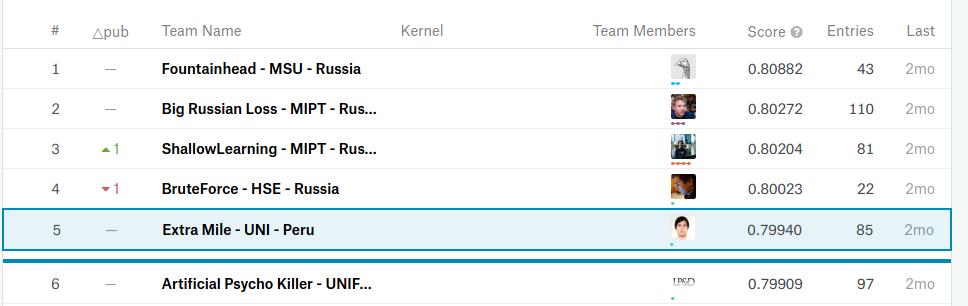 # △pub Team Name Kernel Team Members Score ? Entries Last
1 — Fountainhead - MSU - Russia 0.80882 43 2mo
2 — Big Russian Loss - MIPT - Rus... 0.80272 110 2mo
3 1 ShallowLearning - MIPT - Rus... 0.80204 81 2mo
4 1 BruteForce - HSE - Russia 0.80023 22 2mo
5 — Extra Mile - UNI - Peru 0.79940 85 2mo
6 — Artificial Psycho Killer - UNIF... 0.79909 97 2mo